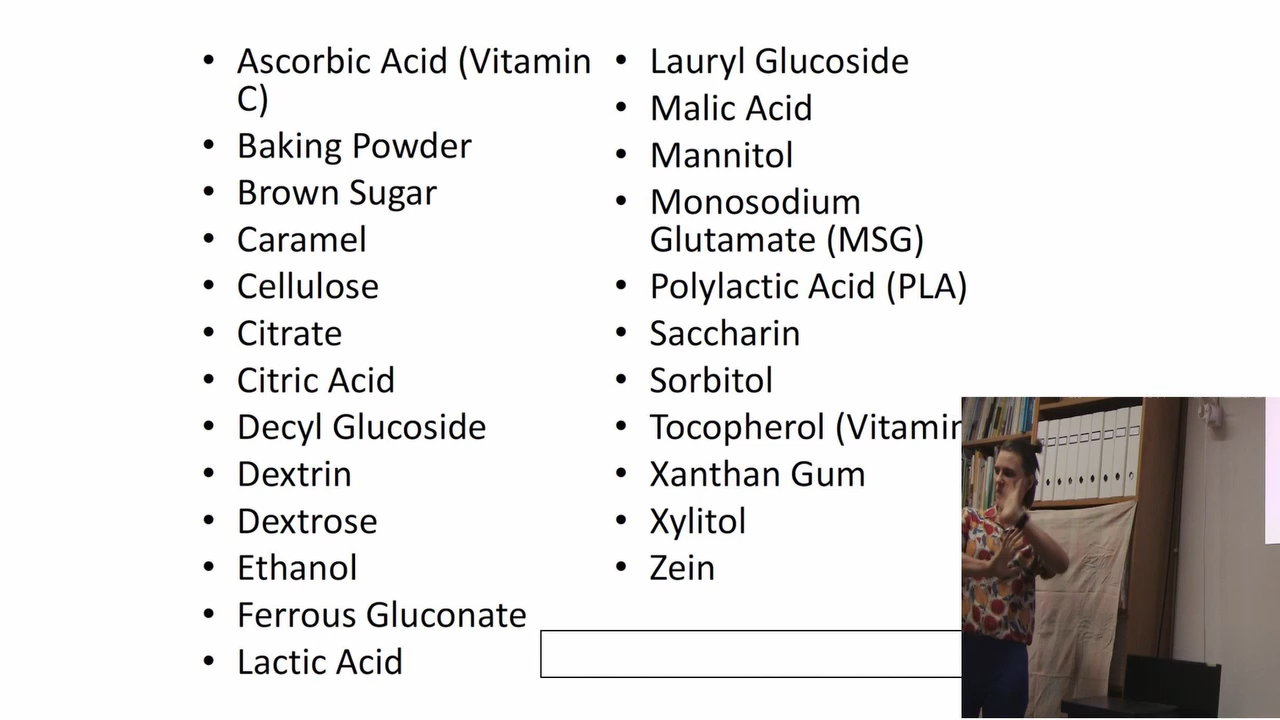 • Ascorbic Acid (Vitamin
C)
• Baking Powder
• Brown Sugar
• Caramel
• Cellulose
• Citrate
• Citric Acid
• Decyl Glucoside
• Dextrin
• Dextrose
• Ethanol
• Ferrous Gluconate
• Lactic Acid
• Lauryl Glucoside
• Malic Acid
• Mannitol
• Monosodium
Glutamate (MSG)
• Polylactic Acid (PLA)
• Saccharin
• Sorbitol
• Tocopherol (Vitamin
• Xanthan Gum
• Xylitol
• Zein